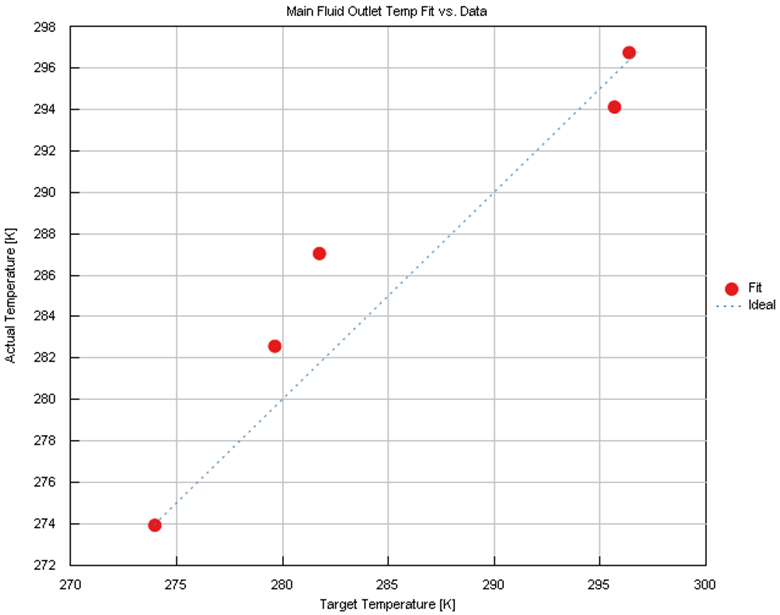 Main Fluid Outlet Temp Fit vs. Data
298
296
294
292
290
288
286
284
282
280
278
276
274
272
Actual Temperature [K]
270 275 280 285 290 295 300
Target Temperature [K]
Fit
Ideal